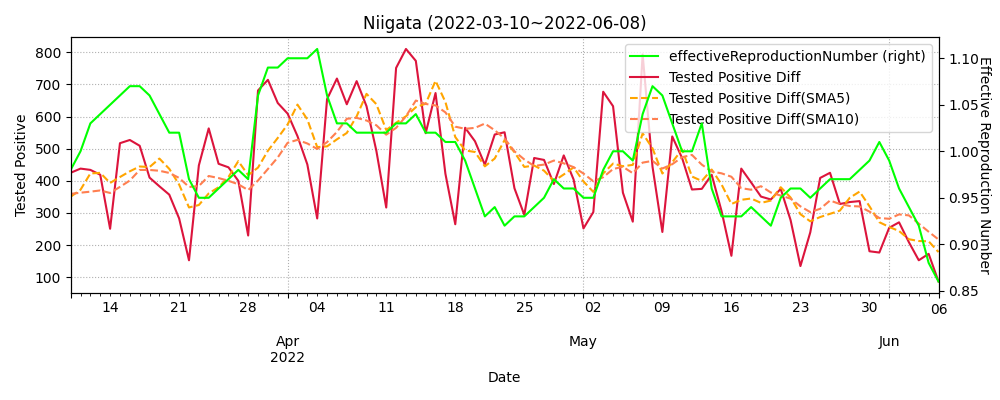 Niigata (2022-03-10~2022-06-08)
effectiveReproductionNumber (right)
Tested Positive Diff
Tested Positive Diff(SMA5)
Tested Positive Diff(SMA10)
Tested Positive
800
700
600
500
400
300
200
100
1.10
1.05
1.00
0.95
0.90
0.85
Effective Reproduction Number
14 21 28 04 11 18 25 02 09 16 23 30 06
Apr May Jun
2022
Date